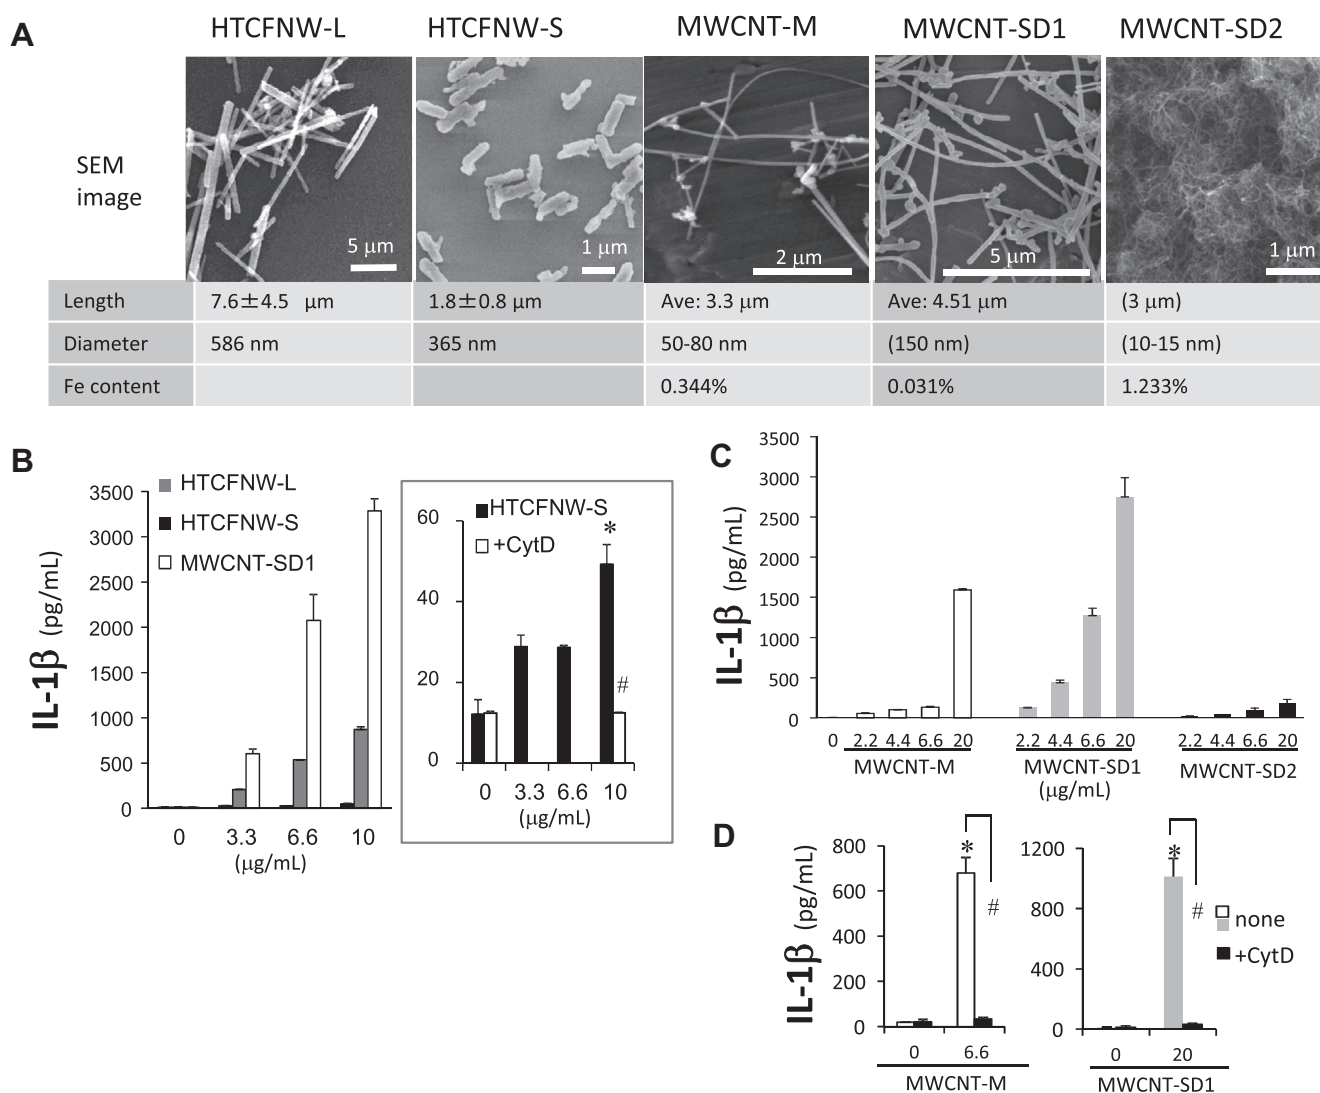 A
HTCFNW-L HTCFNW-S MWCNT-M MWCNT-SD1 MWCNT-SD2
SEM
image
5 μm 1 μm 2 μm 5 μm 1 μm
Length 7.6±4.5 μm 1.8±0.8 μm Ave: 3.3 μm Ave: 4.51 μm (3 μm)
Diameter 586 nm 365 nm 50-80 nm (150 nm) (10-15 nm)
Fe content 0.344% 0.031% 1.233%
B
IL-1β (pg/mL)
3500
3000
2500
2000
1500
1000
500
0
HTCFNW-L
HTCFNW-S
MWCNT-SD1
0 3.3 6.6 10
(μg/mL)
HTCFNW-S
+CytD
60
40
20
0
*
#
0 3.3 6.6 10
(μg/mL)
C
IL-1β (pg/mL)
3500
3000
2500
2000
1500
1000
500
0
0 2.2 4.4 6.6 20 2.2 4.4 6.6 20 2.2 4.4 6.6 20
MWCNT-M MWCNT-SD1 MWCNT-SD2
(μg/mL)
D
IL-1β (pg/mL)
800
600
400
200
0
*
#
0 6.6
MWCNT-M
1200
800
400
0
*
#
0 20
MWCNT-SD1
none
+CytD